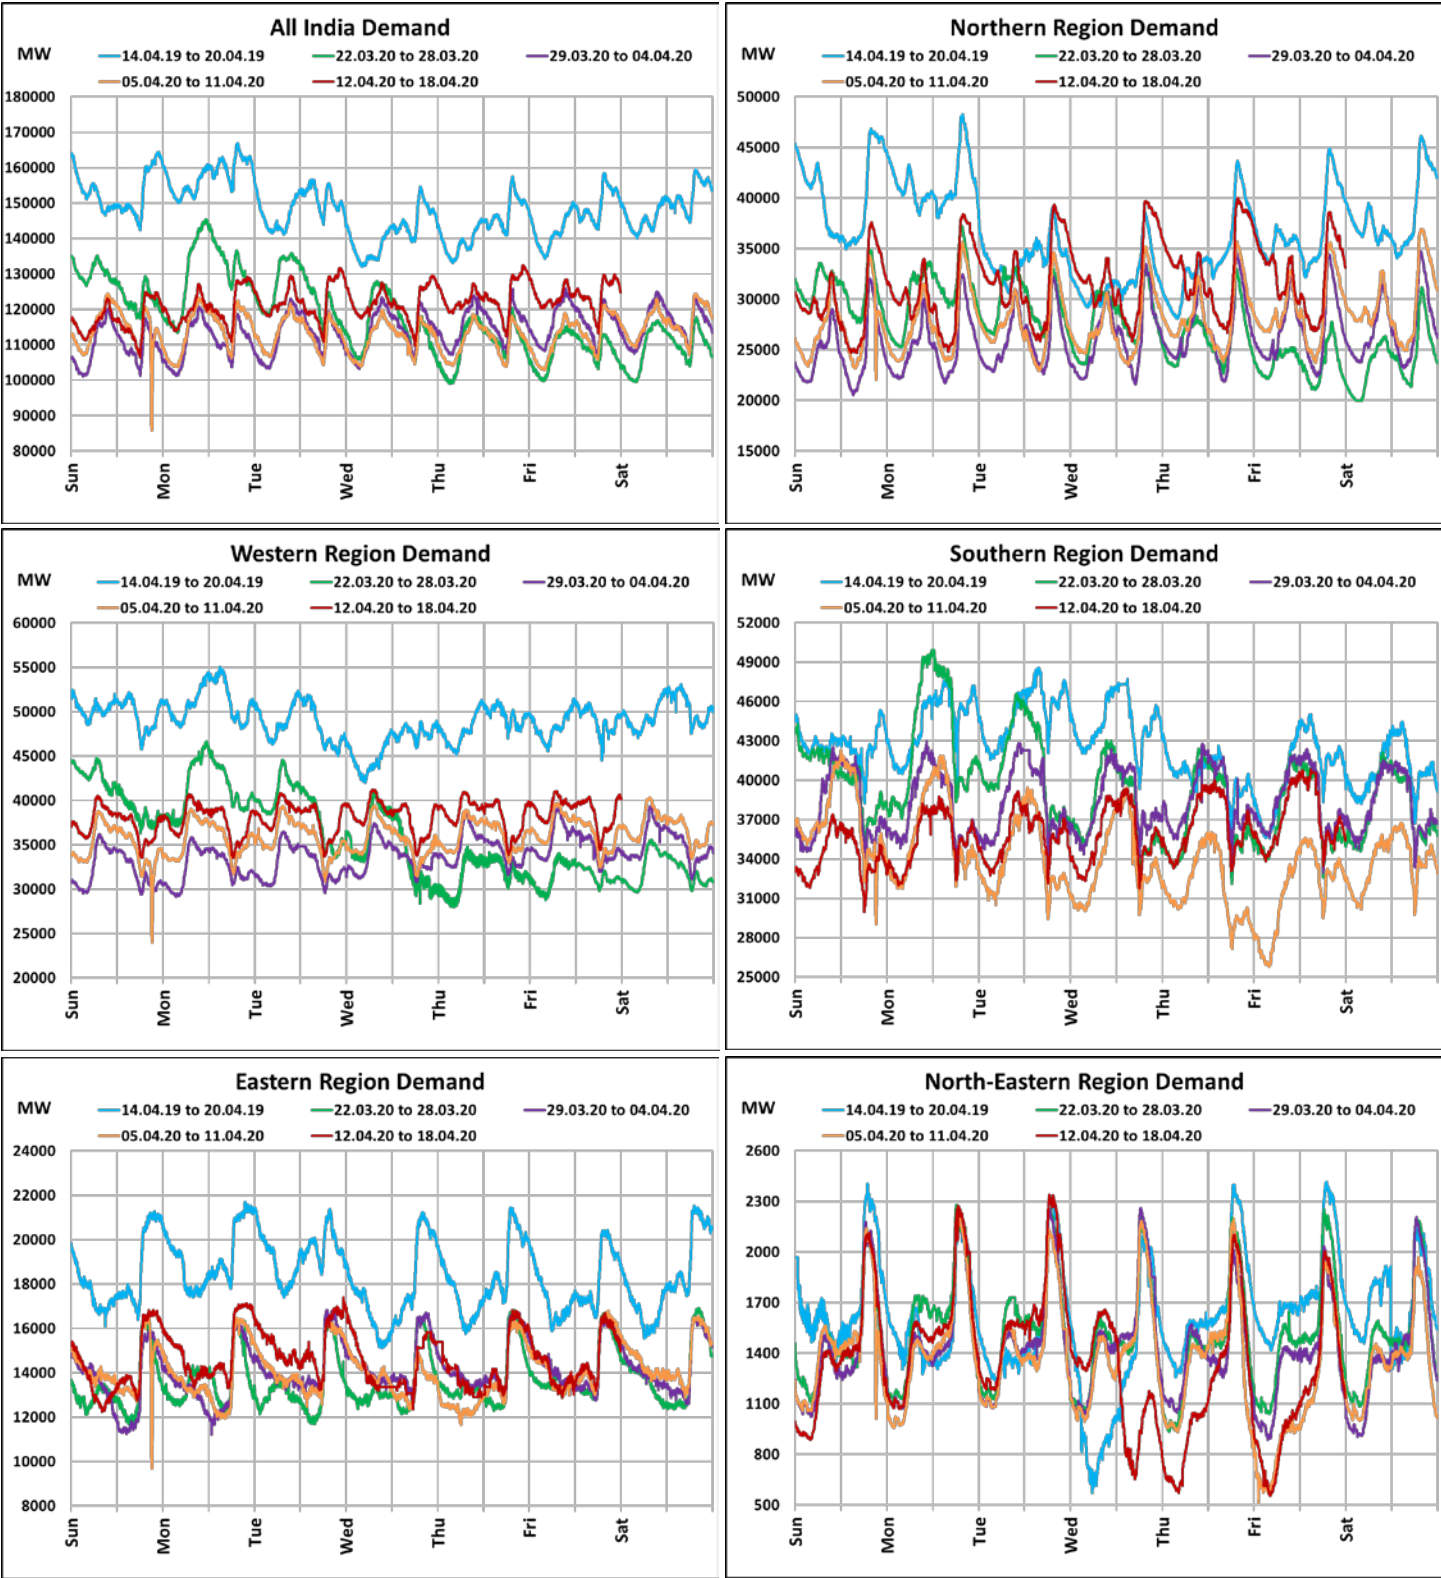 All India Demand
MW
14.04.19 to 20.04.19 22.03.20 to 28.03.20 29.03.20 to 04.04.20
05.04.20 to 11.04.20 12.04.20 to 18.04.20
180000
170000
160000
150000
140000
130000
120000
110000
100000
90000
80000
Sun Mon Tue Wed Thu Fri Sat
Northern Region Demand
MW
14.04.19 to 20.04.19 22.03.20 to 28.03.20 29.03.20 to 04.04.20
05.04.20 to 11.04.20 12.04.20 to 18.04.20
50000
45000
40000
35000
30000
25000
20000
15000
Sun Mon Tue Wed Thu Fri Sat
Western Region Demand
MW
14.04.19 to 20.04.19 22.03.20 to 28.03.20 29.03.20 to 04.04.20
05.04.20 to 11.04.20 12.04.20 to 18.04.20
60000
55000
50000
45000
40000
35000
30000
25000
20000
Sun Mon Tue Wed Thu Fri Sat
Southern Region Demand
MW
14.04.19 to 20.04.19 22.03.20 to 28.03.20 29.03.20 to 04.04.20
05.04.20 to 11.04.20 12.04.20 to 18.04.20
52000
49000
46000
43000
40000
37000
34000
31000
28000
25000
Sun Mon Tue Wed Thu Fri Sat
Eastern Region Demand
MW
14.04.19 to 20.04.19 22.03.20 to 28.03.20 29.03.20 to 04.04.20
05.04.20 to 11.04.20 12.04.20 to 18.04.20
24000
22000
20000
18000
16000
14000
12000
10000
8000
Sun Mon Tue Wed Thu Fri Sat
North-Eastern Region Demand
MW
14.04.19 to 20.04.19 22.03.20 to 28.03.20 29.03.20 to 04.04.20
05.04.20 to 11.04.20 12.04.20 to 18.04.20
2600
2300
2000
1700
1400
1100
800
500
Sun Mon Tue Wed Thu Fri Sat